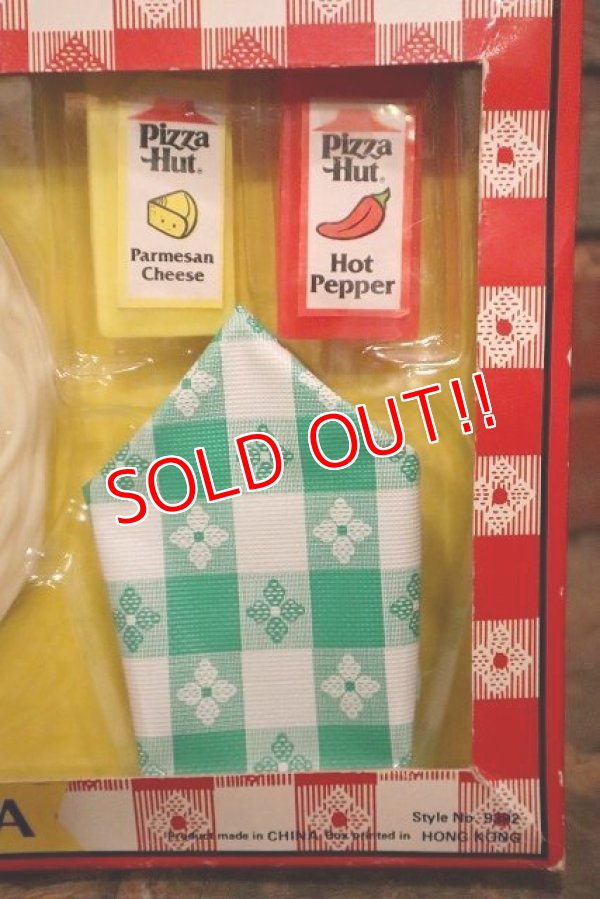 Pizza
Hut®
Parmesan
Cheese
Pizza
Hut®
Hot
Pepper
SOLD OUT!!
A
Style No. 9392
Product made in CHINA Box printed in HONG KONG